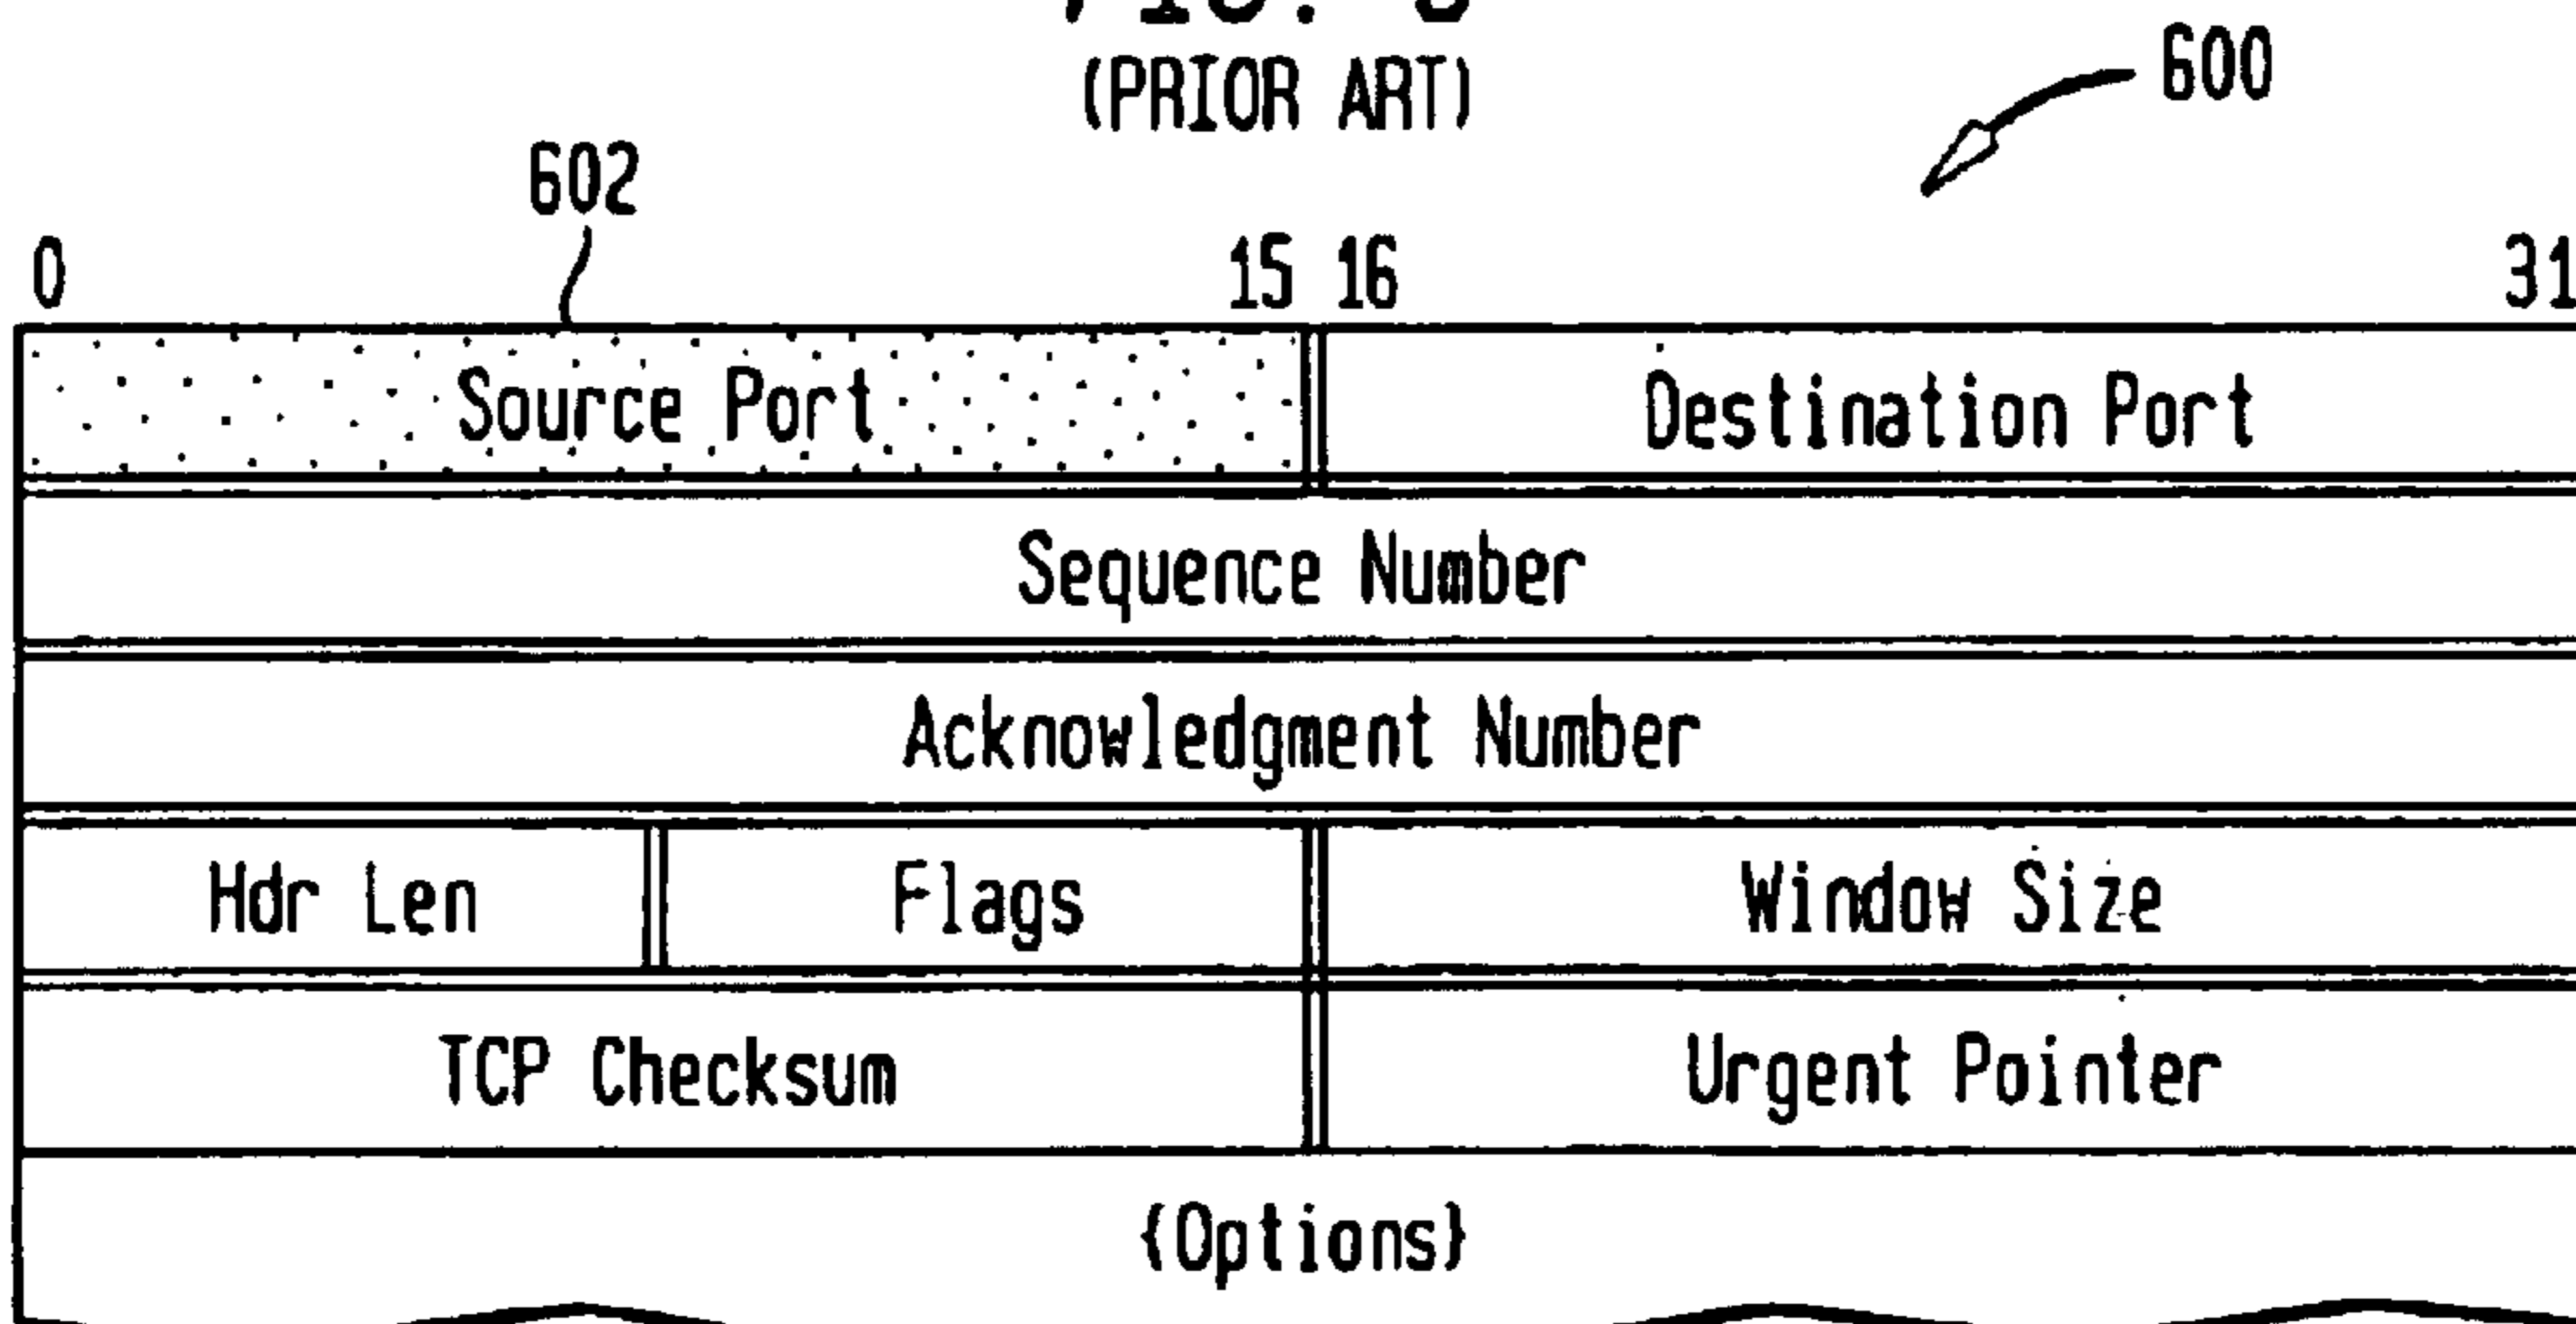 (PRIOR ART)
600
602
0 15 16 31
Source Port Destination Port
Sequence Number
Acknowledgment Number
Hdr Len Flags Window Size
TCP Checksum Urgent Pointer
{Options}